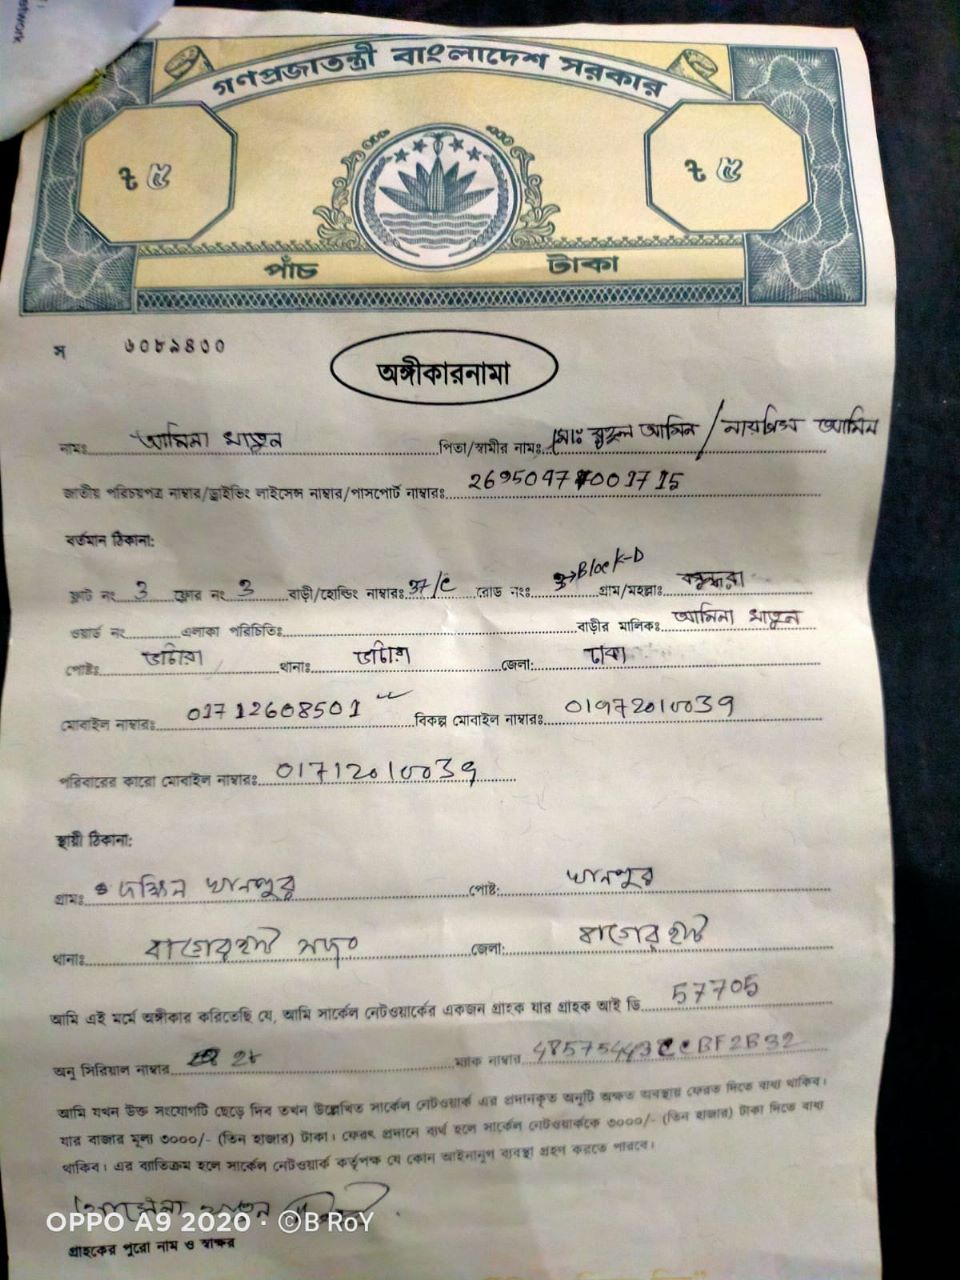 গণপ্রজাতন্ত্রী বাংলাদেশ সরকার
৳ ৫ ৳ ৫
পাঁচ টাকা
স ৬০৮৯৪০০
অঙ্গীকারনামা
নামঃ আমিনা খাতুন পিতা/স্বামীর নামঃ মোঃ রুহুল আমিন / আমিন
জাতীয় পরিচয়পত্র নাম্বার/ড্রাইভিং লাইসেন্স নাম্বার/পাসপোর্ট নাম্বারঃ
বর্তমান ঠিকানা:
ফ্লাট নং 3 ফ্লোর নং 3 বাড়ী/হোল্ডিং নাম্বারঃ 37/C রোড নংঃ Block-D গ্রাম/মহল্লাঃ বসুন্ধরা
ওয়ার্ড নং এলাকা পরিচিতিঃ বাড়ীর মালিকঃ আমিনা খাতুন
পোষ্টঃ ভাটারা থানাঃ ভাটারা জেলা: ঢাকা
মোবাইল নাম্বারঃ 01712608501 বিকল্প মোবাইল নাম্বারঃ 01972010039
পরিবারের কারো মোবাইল নাম্বারঃ 01712010039
স্থায়ী ঠিকানা:
গ্রামঃ দক্ষিন খানপুর পোষ্ট: খানপুর
থানাঃ বাগেরহাট সদর জেলা: বাগেরহাট
আমি এই মর্মে অঙ্গীকার করিতেছি যে, আমি সার্কেল নেটওয়ার্কের একজন গ্রাহক যার গ্রাহক আই ডি 57705
অনু সিরিয়াল নাম্বার ম্যাক নাম্বার 48575443CCBF2B32
আমি যখন উক্ত সংযোগটি ছেড়ে দিব তখন উল্লেখিত সার্কেল নেটওয়ার্ক এর প্রদানকৃত অনুটি অক্ষত অবস্থায় ফেরত দিতে বাধ্য থাকিব।
যার বাজার মূল্য ৩০০০/- (তিন হাজার) টাকা। ফেরৎ প্রদানে ব্যর্থ হলে সার্কেল নেটওয়ার্ককে ৩০০০/- (তিন হাজার) টাকা দিতে বাধ্য
থাকিব। এর ব্যতিক্রম হলে সার্কেল নেটওয়ার্ক কর্তৃপক্ষ যে কোন আইনানুগ ব্যবস্থা গ্রহণ করতে পারবে।
OPPO A9 2020 · ©B RoY
গ্রাহকের পুরো নাম ও স্বাক্ষর